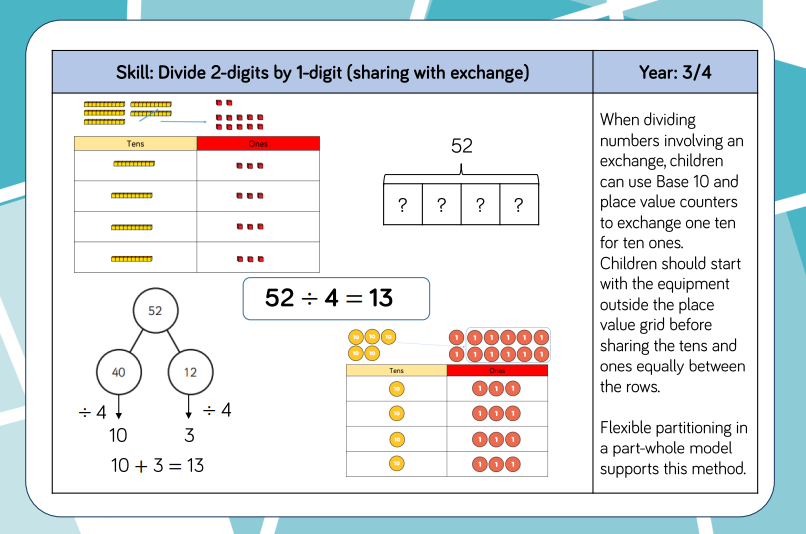 Skill: Divide 2-digits by 1-digit (sharing with exchange)
Year: 3/4
Tens Ones
52
? ? ? ?
52 ÷ 4 = 13
52
40 12
÷ 4 ÷ 4
10 3
10 + 3 = 13
10 10 10
10 10
1 1 1 1 1 1 1
1 1 1 1 1 1
Tens Ones
10 1 1 1
10 1 1 1
10 1 1 1
10 1 1 1
When dividing
numbers involving an
exchange, children
can use Base 10 and
place value counters
to exchange one ten
for ten ones.
Children should start
with the equipment
outside the place
value grid before
sharing the tens and
ones equally between
the rows.
Flexible partitioning in
a part-whole model
supports this method.